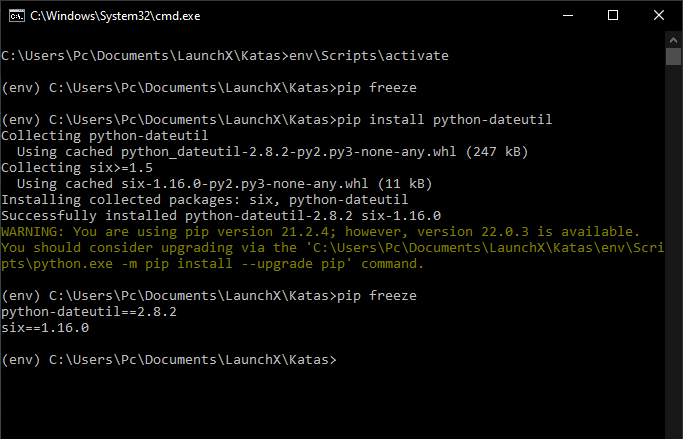 C:\Windows\System32\cmd.exe
C:\Users\Pc\Documents\LaunchX\Katas>env\Scripts\activate
(env) C:\Users\Pc\Documents\LaunchX\Katas>pip freeze
(env) C:\Users\Pc\Documents\LaunchX\Katas>pip install python-dateutil
Collecting python-dateutil
  Using cached python_dateutil-2.8.2-py2.py3-none-any.whl (247 kB)
Collecting six>=1.5
  Using cached six-1.16.0-py2.py3-none-any.whl (11 kB)
Installing collected packages: six, python-dateutil
Successfully installed python-dateutil-2.8.2 six-1.16.0
WARNING: You are using pip version 21.2.4; however, version 22.0.3 is available.
You should consider upgrading via the 'C:\Users\Pc\Documents\LaunchX\Katas\env\Scri
pts\python.exe -m pip install --upgrade pip' command.
(env) C:\Users\Pc\Documents\LaunchX\Katas>pip freeze
python-dateutil==2.8.2
six==1.16.0
(env) C:\Users\Pc\Documents\LaunchX\Katas>